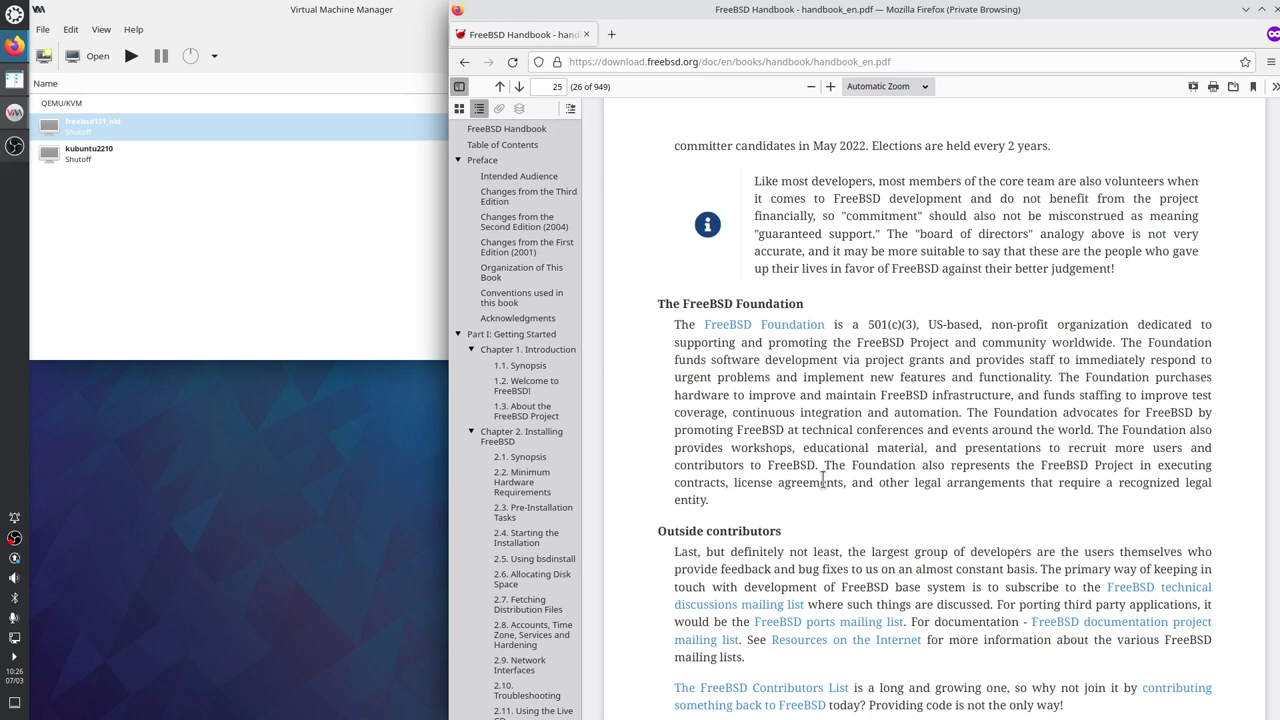 Virtual Machine Manager
File Edit View Help
Open
Name
QEMU/KVM
freebsd131_old
Shutoff
kubuntu2210
Shutoff
10:26
07/03
FreeBSD Handbook - handbook_en.pdf — Mozilla Firefox (Private Browsing)
FreeBSD Handbook - hand
https://download.freebsd.org/doc/en/books/handbook/handbook_en.pdf
25 (26 of 949)
Automatic Zoom
FreeBSD Handbook
Table of Contents
Preface
Intended Audience
Changes from the Third
Edition
Changes from the
Second Edition (2004)
Changes from the First
Edition (2001)
Organization of This
Book
Conventions used in
this book
Acknowledgments
Part I: Getting Started
Chapter 1. Introduction
1.1. Synopsis
1.2. Welcome to
FreeBSD!
1.3. About the
FreeBSD Project
Chapter 2. Installing
FreeBSD
2.1. Synopsis
2.2. Minimum
Hardware
Requirements
2.3. Pre-Installation
Tasks
2.4. Starting the
Installation
2.5. Using bsdinstall
2.6. Allocating Disk
Space
2.7. Fetching
Distribution Files
2.8. Accounts, Time
Zone, Services and
Hardening
2.9. Network
Interfaces
2.10.
Troubleshooting
2.11. Using the Live
committer candidates in May 2022. Elections are held every 2 years.
Like most developers, most members of the core team are also volunteers when
it comes to FreeBSD development and do not benefit from the project
financially, so "commitment" should also not be misconstrued as meaning
"guaranteed support." The "board of directors" analogy above is not very
accurate, and it may be more suitable to say that these are the people who gave
up their lives in favor of FreeBSD against their better judgement!
The FreeBSD Foundation
The FreeBSD Foundation is a 501(c)(3), US-based, non-profit organization dedicated to
supporting and promoting the FreeBSD Project and community worldwide. The Foundation
funds software development via project grants and provides staff to immediately respond to
urgent problems and implement new features and functionality. The Foundation purchases
hardware to improve and maintain FreeBSD infrastructure, and funds staffing to improve test
coverage, continuous integration and automation. The Foundation advocates for FreeBSD by
promoting FreeBSD at technical conferences and events around the world. The Foundation also
provides workshops, educational material, and presentations to recruit more users and
contributors to FreeBSD. The Foundation also represents the FreeBSD Project in executing
contracts, license agreements, and other legal arrangements that require a recognized legal
entity.
Outside contributors
Last, but definitely not least, the largest group of developers are the users themselves who
provide feedback and bug fixes to us on an almost constant basis. The primary way of keeping in
touch with development of FreeBSD base system is to subscribe to the FreeBSD technical
discussions mailing list where such things are discussed. For porting third party applications, it
would be the FreeBSD ports mailing list. For documentation - FreeBSD documentation project
mailing list. See Resources on the Internet for more information about the various FreeBSD
mailing lists.
The FreeBSD Contributors List is a long and growing one, so why not join it by contributing
something back to FreeBSD today? Providing code is not the only way!